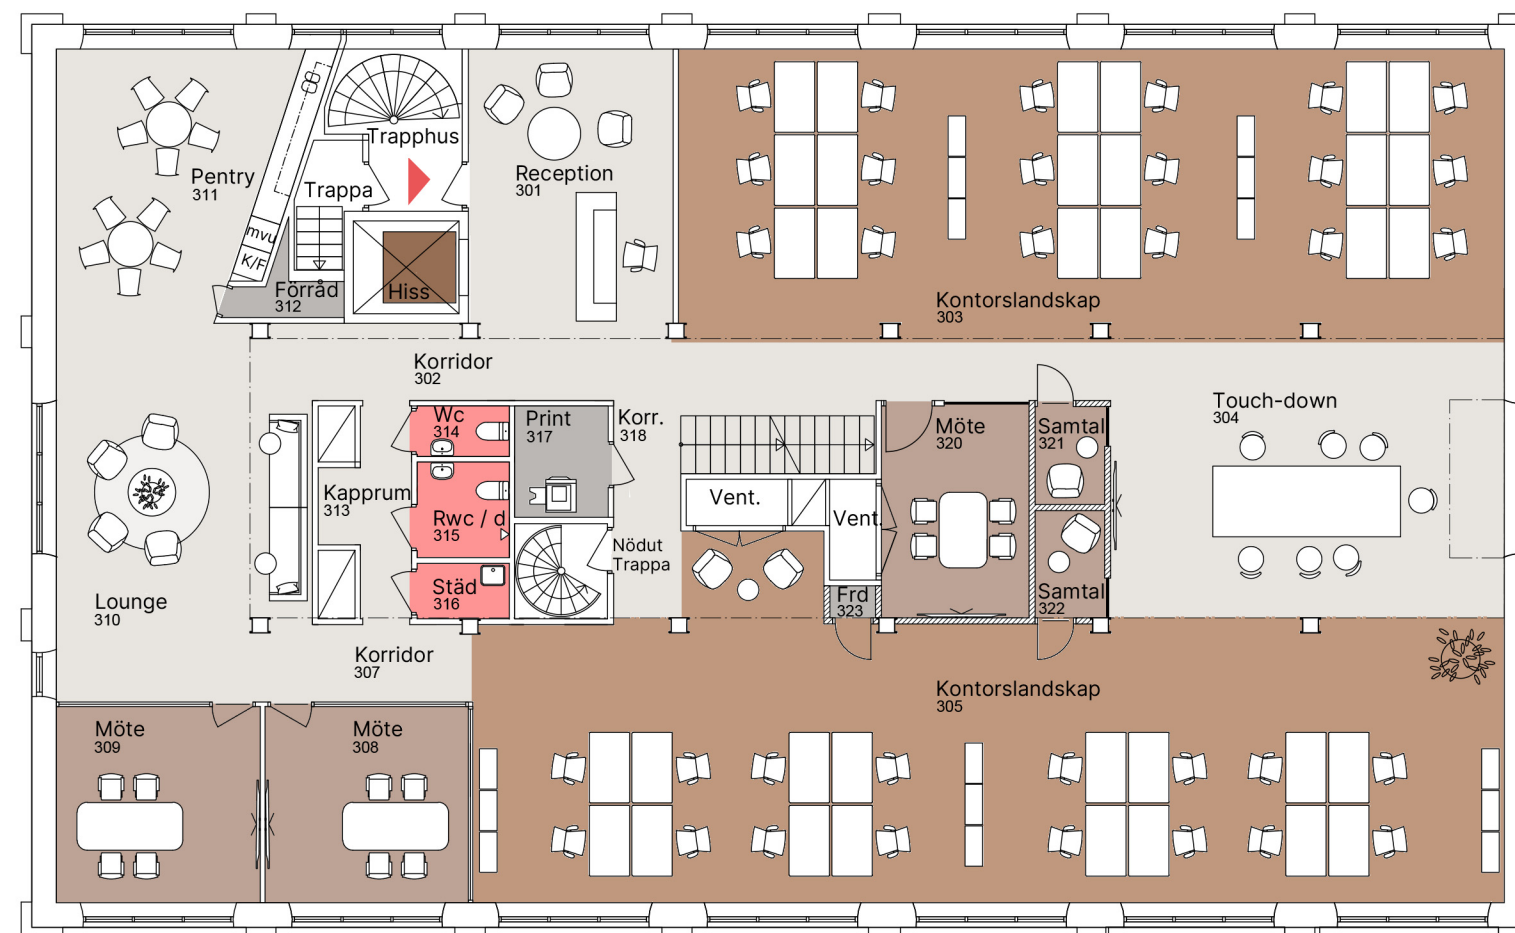 Trapphus
Pentry
311
Trappa
Reception
301
mvu
K/F
Förråd
312
Hiss
Kontorslandskap
303
Korridor
302
Touch-down
304
Wc
314
Print
317
Korr.
318
Möte
320
Samtal
321
Kapprum
313
Vent.
Vent.
Rwc / d
315
Nödut
Trappa
Städ
316
Frd
323
Samtal
322
Lounge
310
Korridor
307
Kontorslandskap
305
Möte
309
Möte
308